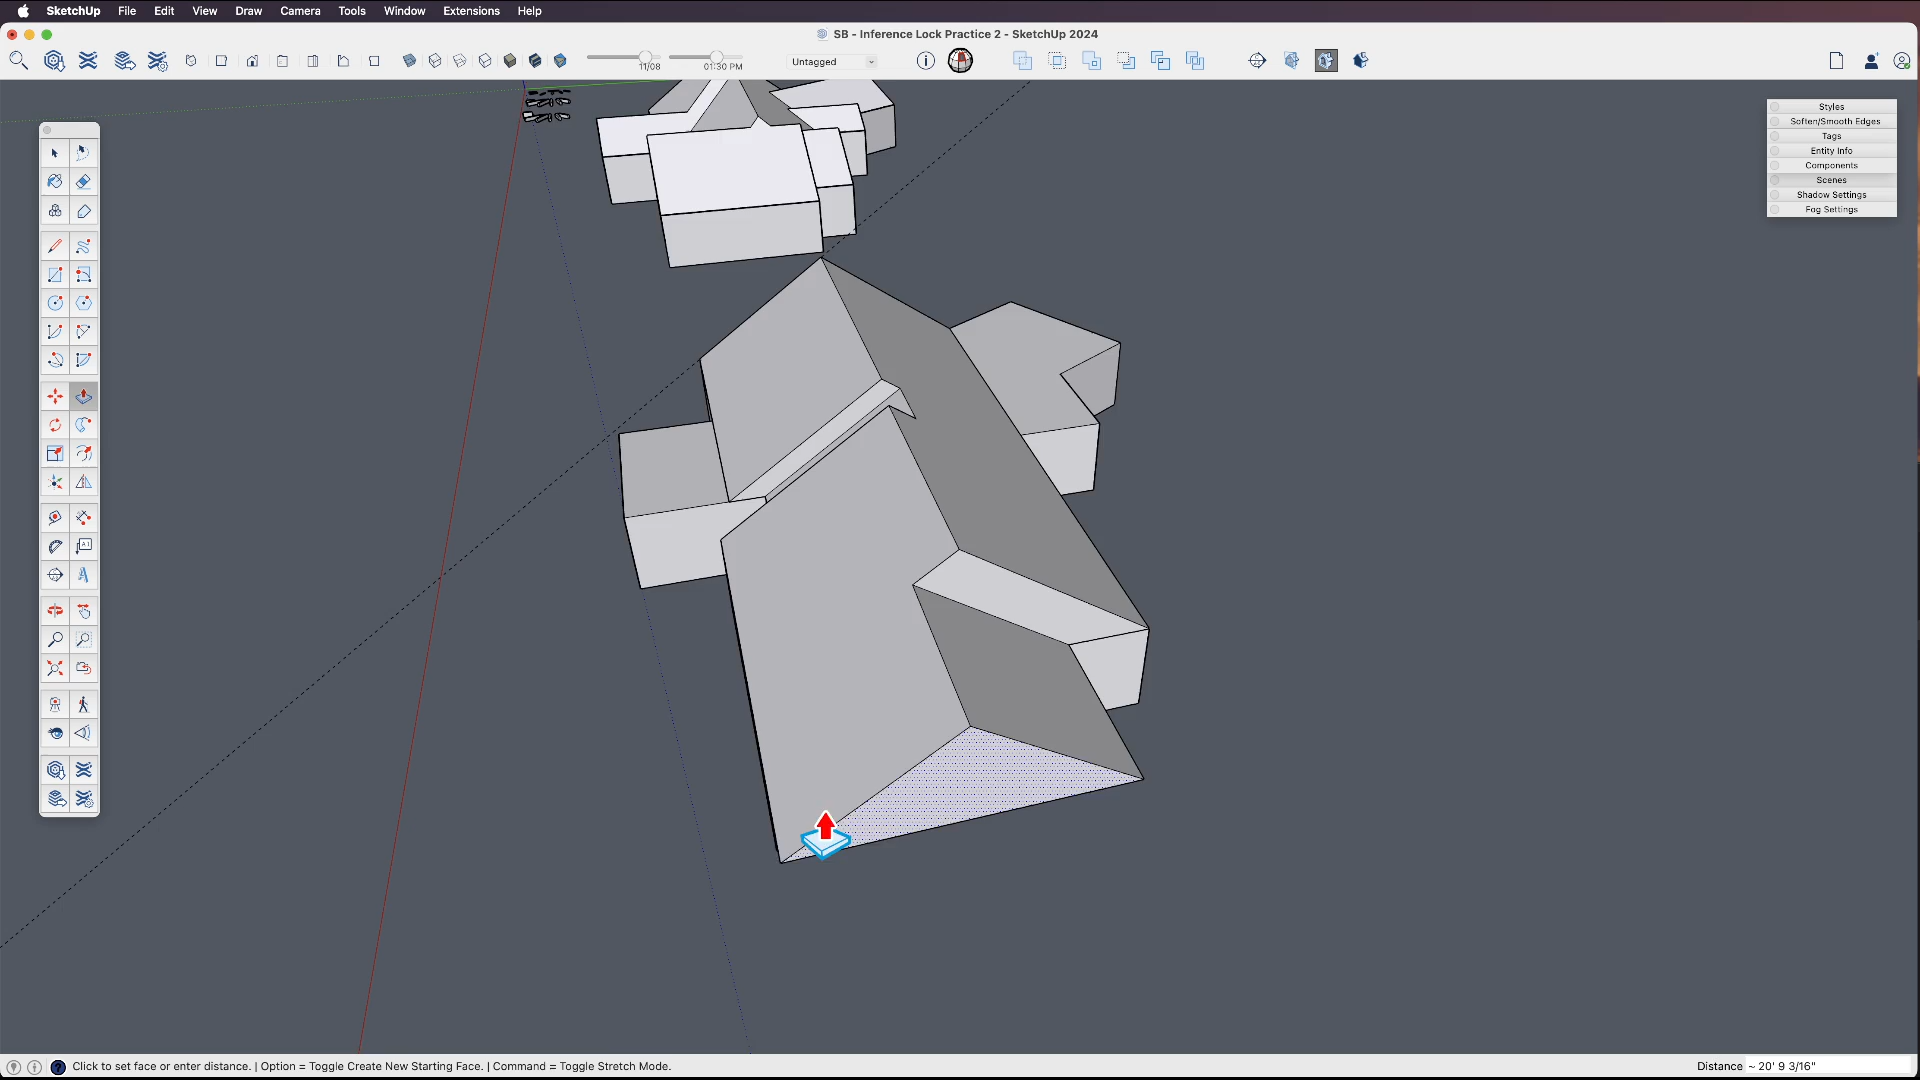 SketchUp File Edit View Draw Camera Tools Window Extensions Help
SB - Inference Lock Practice 2 - SketchUp 2024
11/08
01:30 PM
Untagged
Styles
Soften/Smooth Edges
Tags
Entity Info
Components
Scenes
Shadow Settings
Fog Settings
A1
Click to set face or enter distance. | Option = Toggle Create New Starting Face. | Command = Toggle Stretch Mode.
Distance ~ 20' 9 3/16"